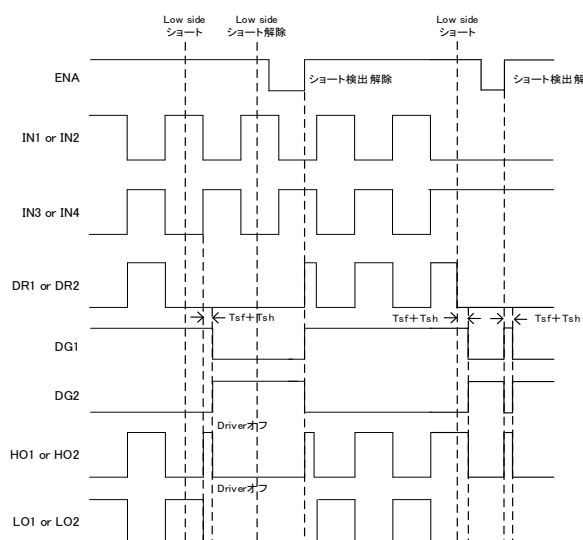 Low side
ショート
Low side
ショート解除
Low side
ショート
ENA
ショート検出解除
ショート検出解
IN1 or IN2
IN3 or IN4
DR1 or DR2
Tsf+Tsh
Tsf+Tsh
Tsf+Tsh
DG1
DG2
Driverオフ
HO1 or HO2
Driverオフ
LO1 or LO2